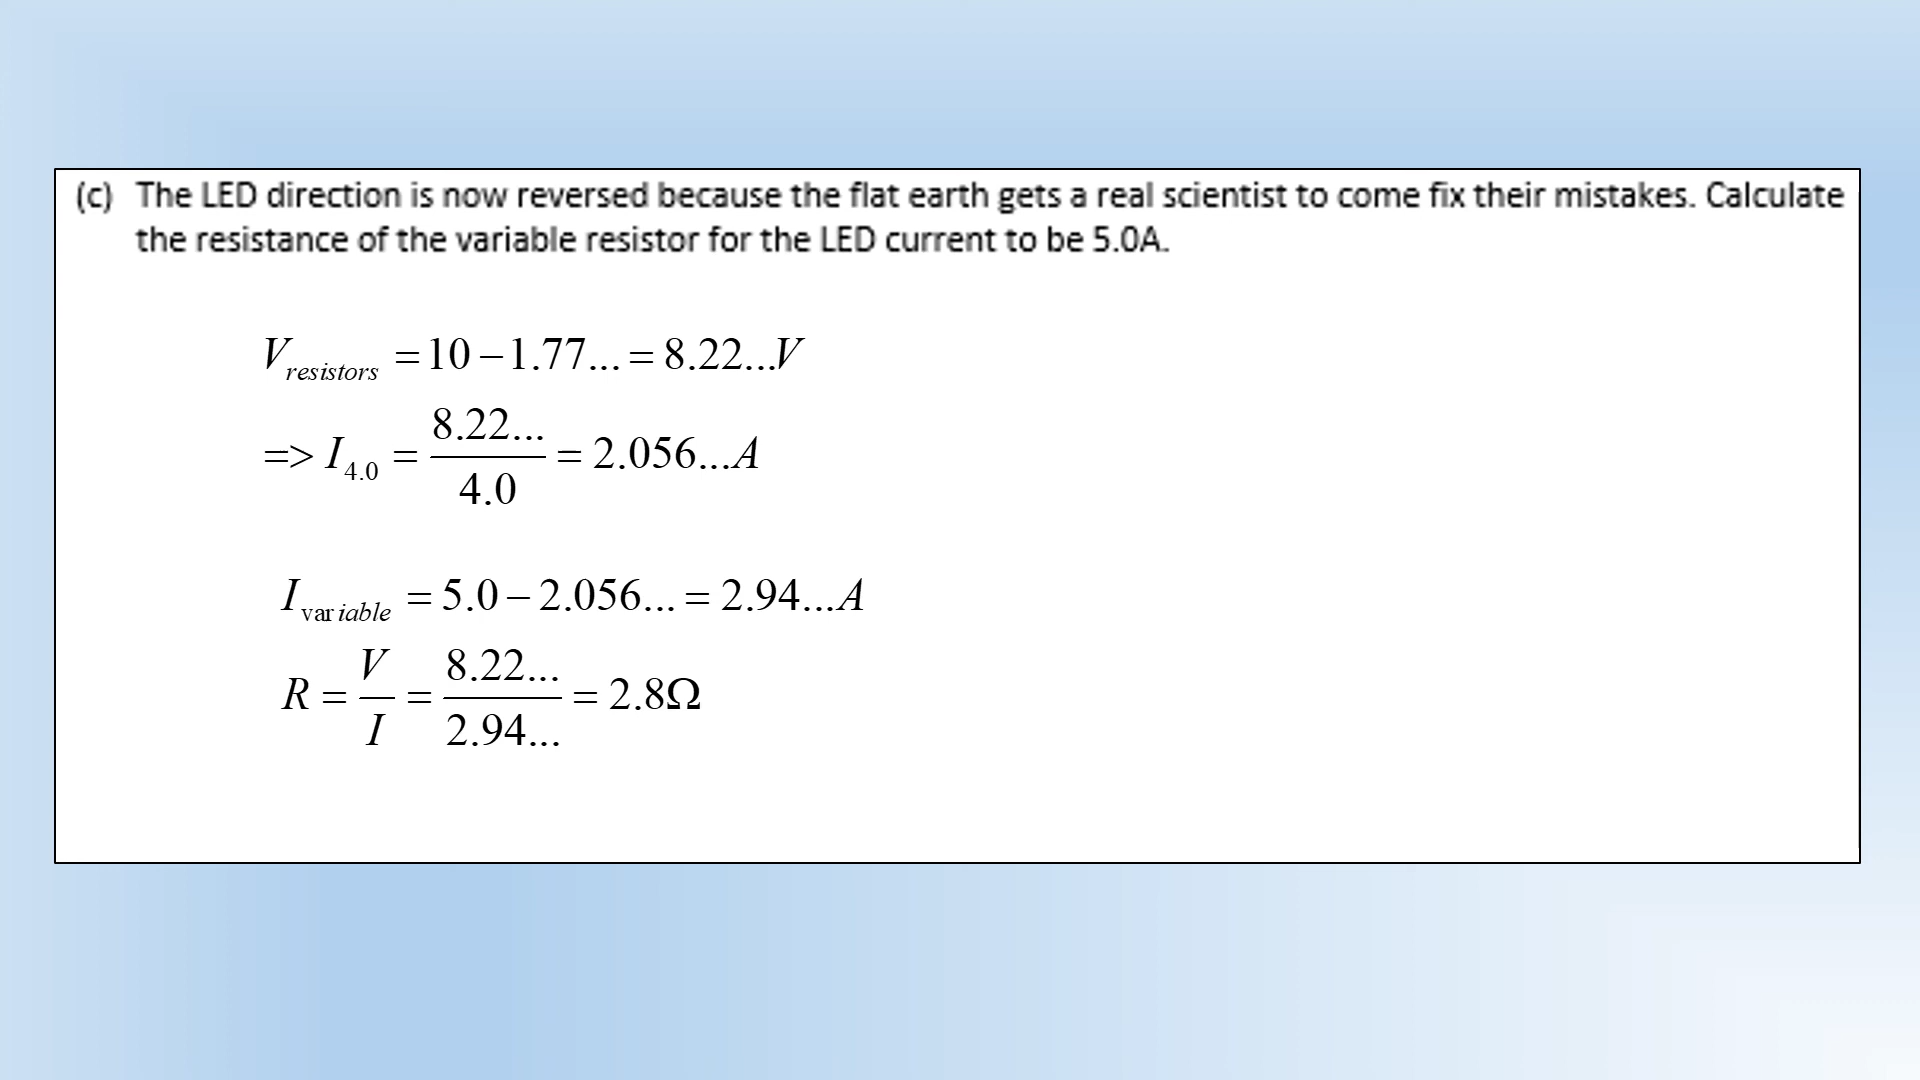 (c) The LED direction is now reversed because the flat earth gets a real scientist to come fix their mistakes. Calculate
the resistance of the variable resistor for the LED current to be 5.0A.
V_resistors = 10 − 1.77... = 8.22...V
=> I_4.0 = 8.22... / 4.0 = 2.056...A
I_variable = 5.0 − 2.056... = 2.94...A
R = V / I = 8.22... / 2.94... = 2.8Ω